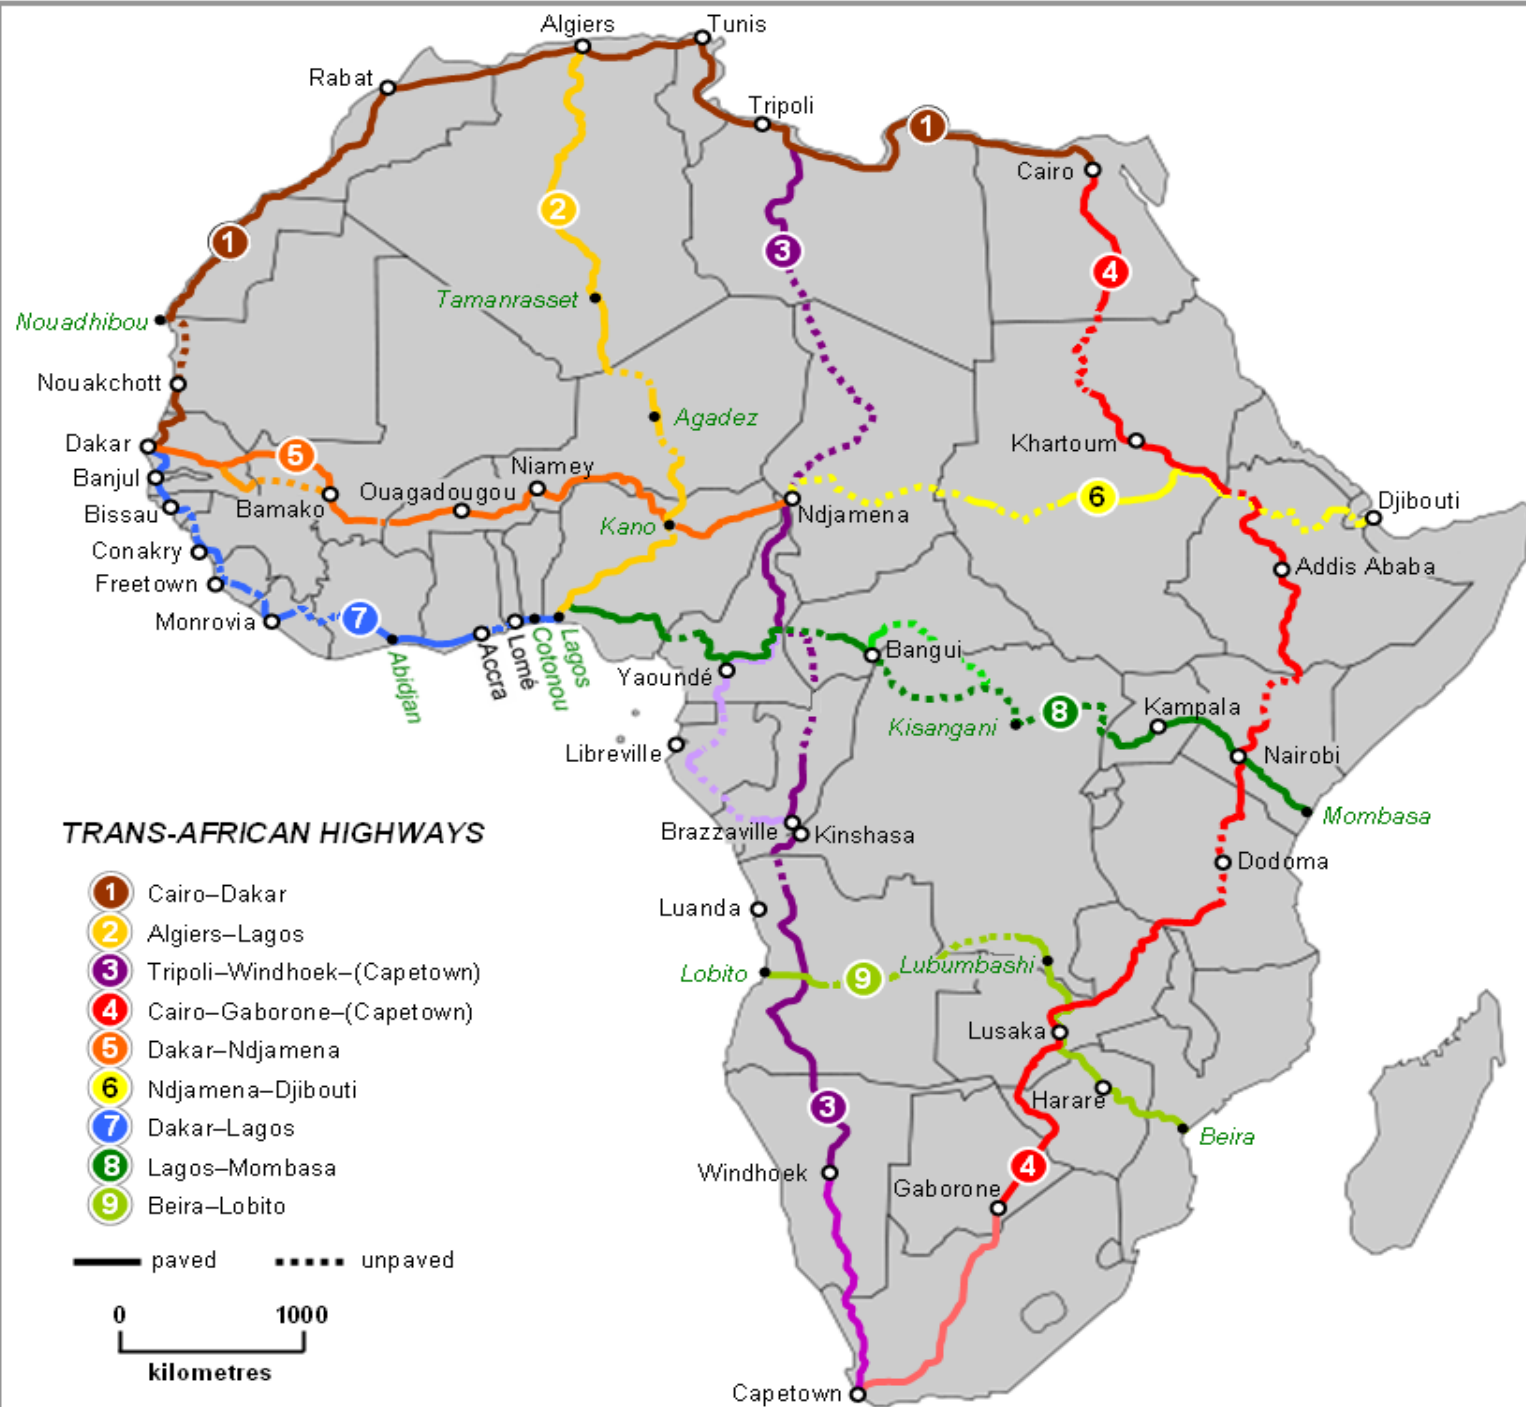 Algiers
Tunis
Rabat
Tripoli
1
Cairo
2
1
3
4
Tamanrasset
Nouadhibou
Nouakchott
Agadez
Dakar
5
Niamey
Khartoum
Banjul
Ouagadougou
6
Djibouti
Bissau
Bamako
Kano
Ndjamena
Conakry
Addis Ababa
Freetown
Monrovia
7
Abidjan
Accra
Lomé
Cotonou
Lagos
Bangui
Yaoundé
Kisangani
8
Kampala
Libreville
Nairobi
Mombasa
Brazzaville
Kinshasa
Dodoma
Luanda
Lobito
9
Lubumbashi
Lusaka
Harare
3
Beira
Windhoek
4
Gaborone
Capetown
TRANS-AFRICAN HIGHWAYS
1 Cairo–Dakar
2 Algiers–Lagos
3 Tripoli–Windhoek–(Capetown)
4 Cairo–Gaborone–(Capetown)
5 Dakar–Ndjamena
6 Ndjamena–Djibouti
7 Dakar–Lagos
8 Lagos–Mombasa
9 Beira–Lobito
paved unpaved
0 1000
kilometres